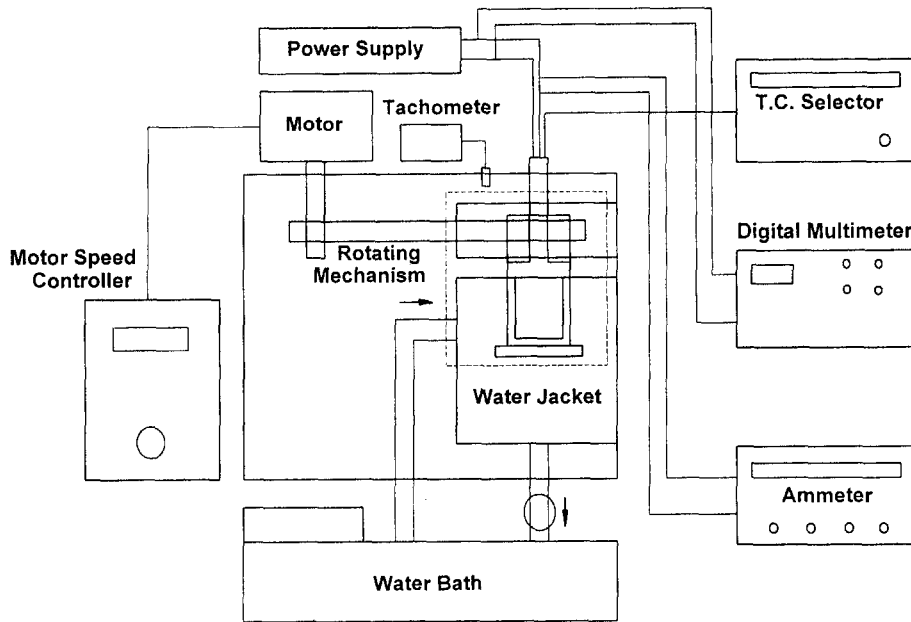 Power Supply
T.C. Selector
Motor
Tachometer
Digital Multimeter
Motor Speed
Controller
Rotating
Mechanism
Water Jacket
Ammeter
Water Bath